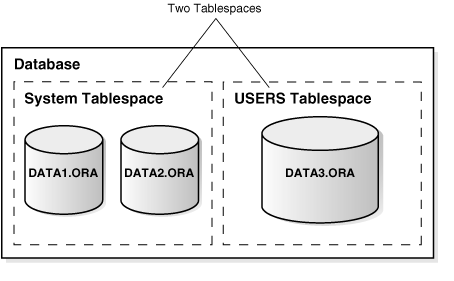 Two Tablespaces
Database
System Tablespace
USERS Tablespace
DATA1.ORA
DATA2.ORA
DATA3.ORA